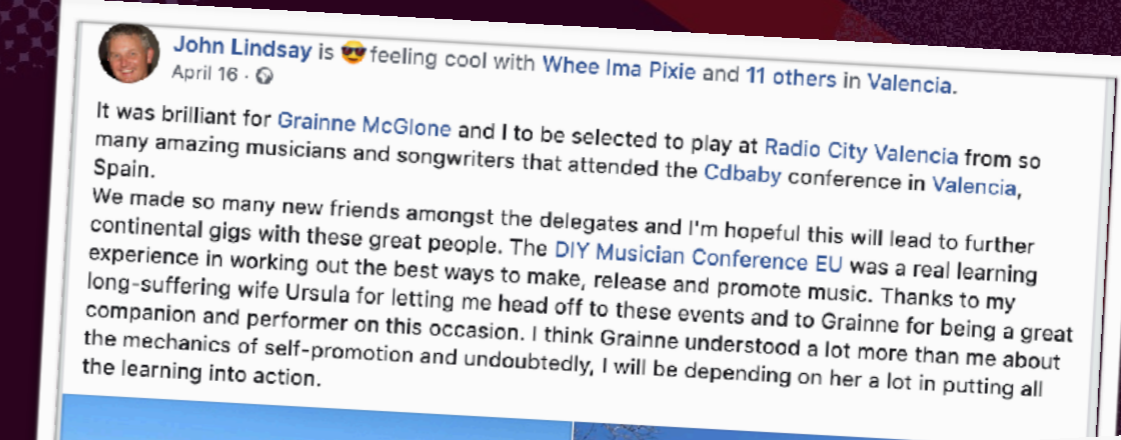 John Lindsay is 😎 feeling cool with Whee Ima Pixie and 11 others in Valencia.
April 16 ·
It was brilliant for Grainne McGlone and I to be selected to play at Radio City Valencia from so
many amazing musicians and songwriters that attended the Cdbaby conference in Valencia,
Spain.
We made so many new friends amongst the delegates and I'm hopeful this will lead to further
continental gigs with these great people. The DIY Musician Conference EU was a real learning
experience in working out the best ways to make, release and promote music. Thanks to my
long-suffering wife Ursula for letting me head off to these events and to Grainne for being a great
companion and performer on this occasion. I think Grainne understood a lot more than me about
the mechanics of self-promotion and undoubtedly, I will be depending on her a lot in putting all
the learning into action.